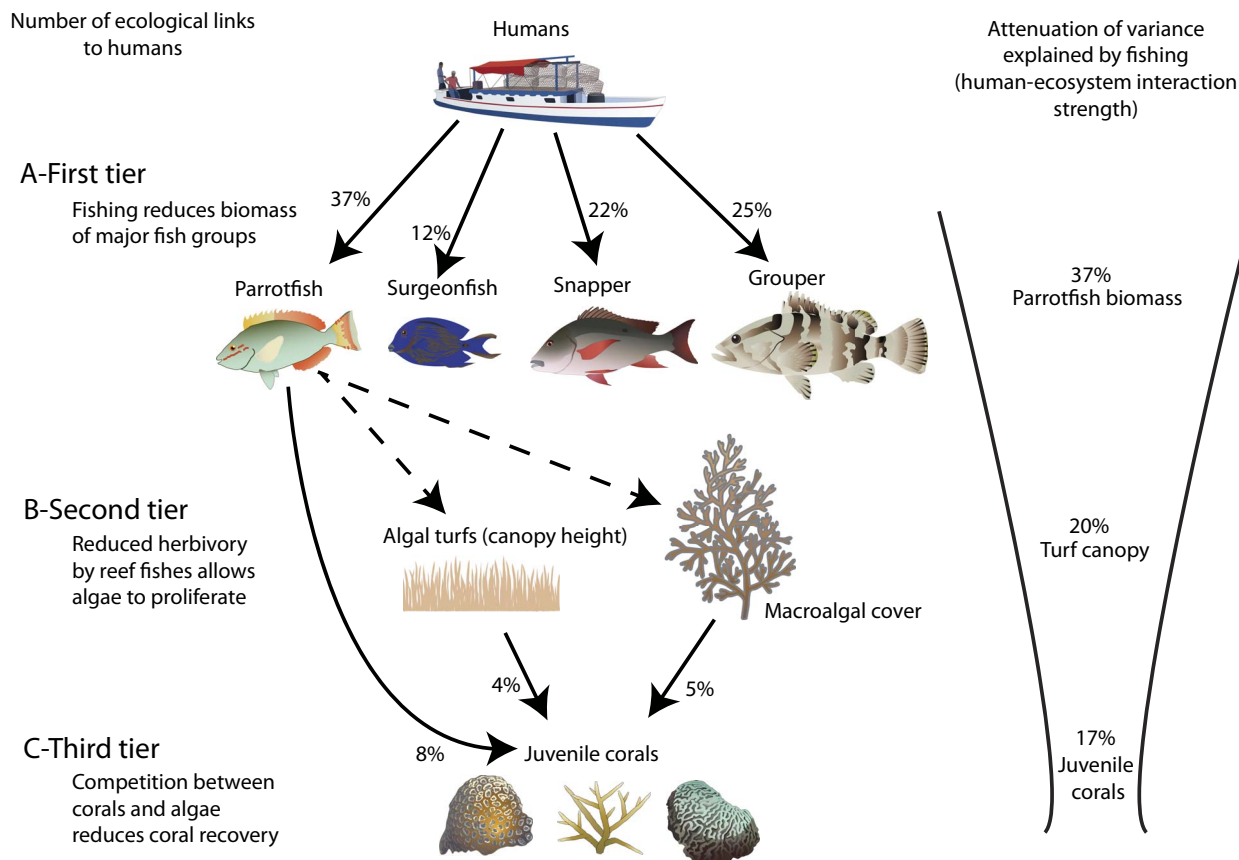 Number of ecological links
to humans
Humans
Attenuation of variance
explained by fishing
(human-ecosystem interaction
strength)
A-First tier
Fishing reduces biomass
of major fish groups
37%
12%
22%
25%
Parrotfish
Surgeonfish
Snapper
Grouper
37%
Parrotfish biomass
B-Second tier
Reduced herbivory
by reef fishes allows
algae to proliferate
Algal turfs (canopy height)
Macroalgal cover
20%
Turf canopy
4%
5%
C-Third tier
Competition between
corals and algae
reduces coral recovery
8%
Juvenile corals
17%
Juvenile
corals